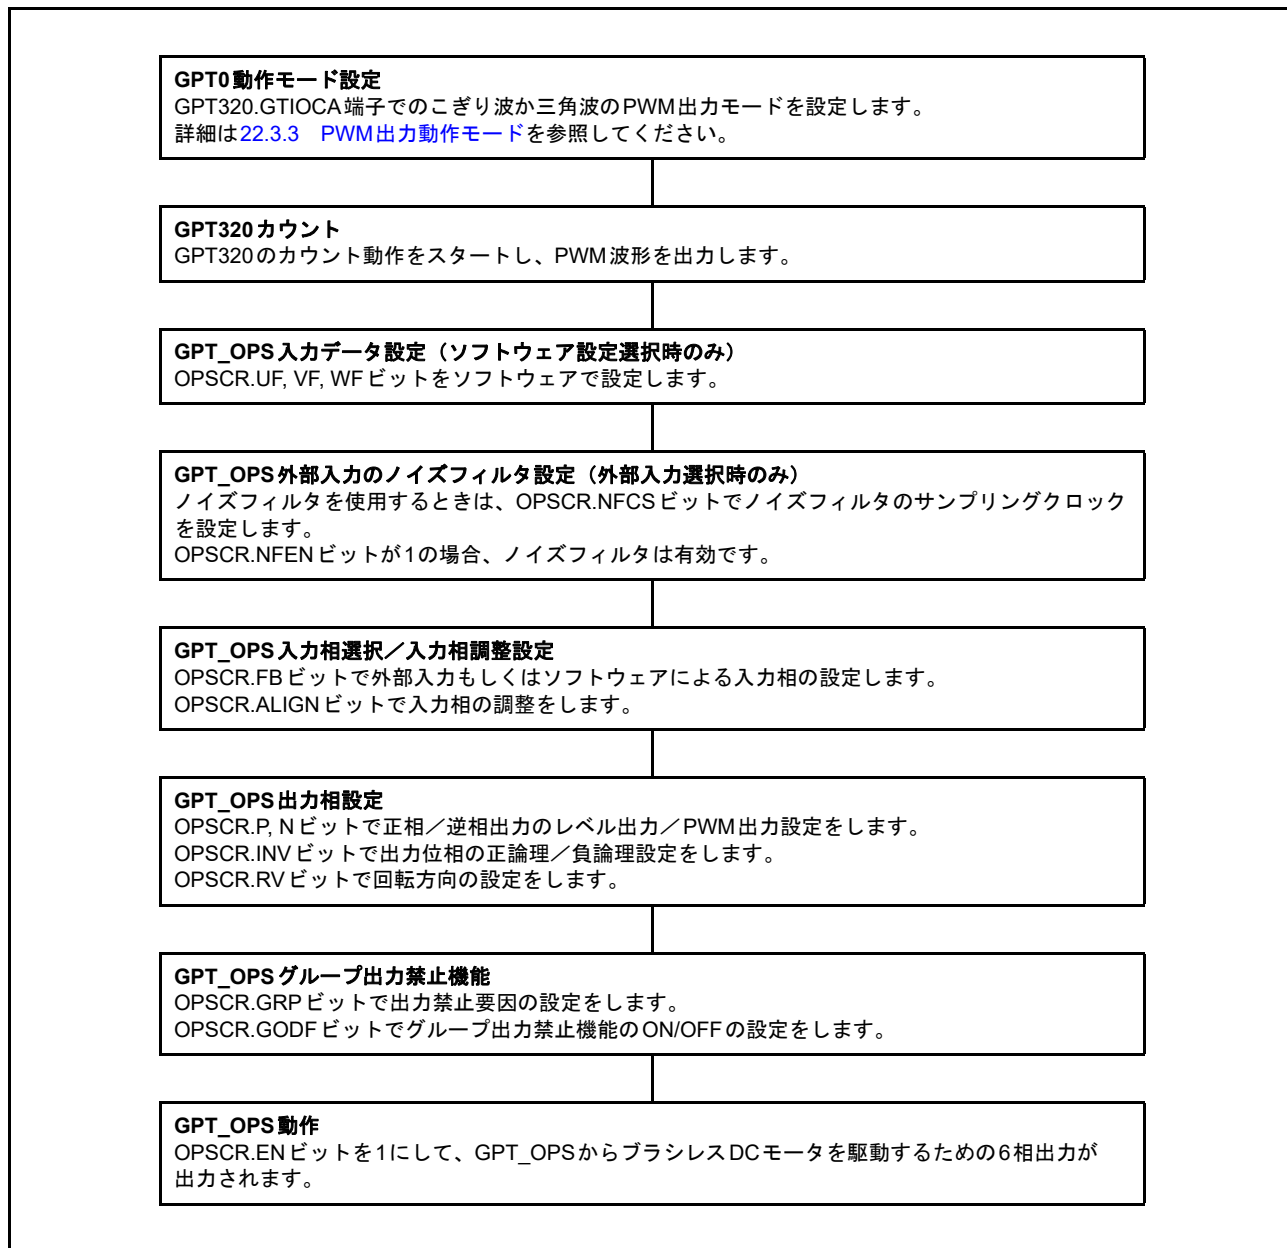 GPT0動作モード設定
GPT320.GTIOCA端子でのこぎり波か三角波のPWM出力モードを設定します。
詳細は22.3.3　PWM出力動作モードを参照してください。
GPT320カウント
GPT320のカウント動作をスタートし、PWM波形を出力します。
GPT_OPS入力データ設定（ソフトウェア設定選択時のみ）
OPSCR.UF, VF, WFビットをソフトウェアで設定します。
GPT_OPS外部入力のノイズフィルタ設定（外部入力選択時のみ）
ノイズフィルタを使用するときは、OPSCR.NFCSビットでノイズフィルタのサンプリングクロック
を設定します。
OPSCR.NFENビットが1の場合、ノイズフィルタは有効です。
GPT_OPS入力相選択／入力相調整設定
OPSCR.FBビットで外部入力もしくはソフトウェアによる入力相の設定します。
OPSCR.ALIGNビットで入力相の調整をします。
GPT_OPS出力相設定
OPSCR.P, Nビットで正相／逆相出力のレベル出力／PWM出力設定をします。
OPSCR.INVビットで出力位相の正論理／負論理設定をします。
OPSCR.RVビットで回転方向の設定をします。
GPT_OPSグループ出力禁止機能
OPSCR.GRPビットで出力禁止要因の設定をします。
OPSCR.GODFビットでグループ出力禁止機能のON/OFFの設定をします。
GPT_OPS動作
OPSCR.ENビットを1にして、GPT_OPSからブラシレスDCモータを駆動するための6相出力が
出力されます。